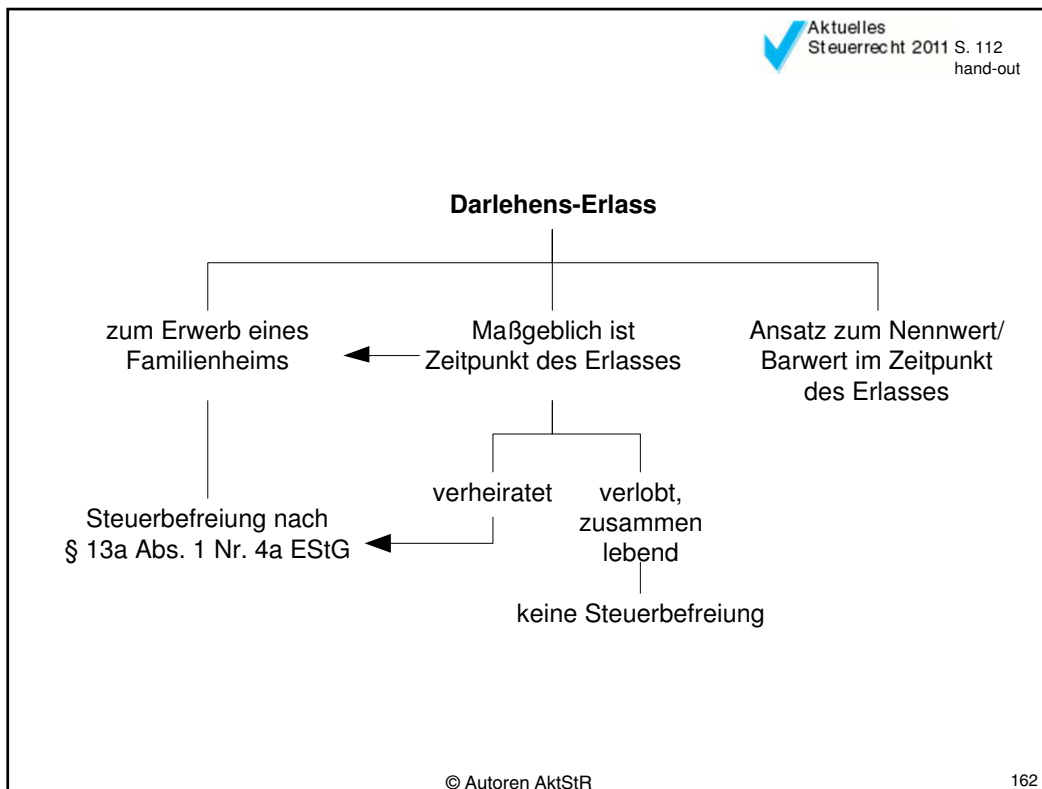 Aktuelles
Steuerrecht 2011 S. 112
hand-out
Darlehens-Erlass
zum Erwerb eines
Familienheims
Maßgeblich ist
Zeitpunkt des Erlasses
Ansatz zum Nennwert/
Barwert im Zeitpunkt
des Erlasses
Steuerbefreiung nach
§ 13a Abs. 1 Nr. 4a EStG
verheiratet
verlobt,
zusammen
lebend
keine Steuerbefreiung
© Autoren AktStR
162